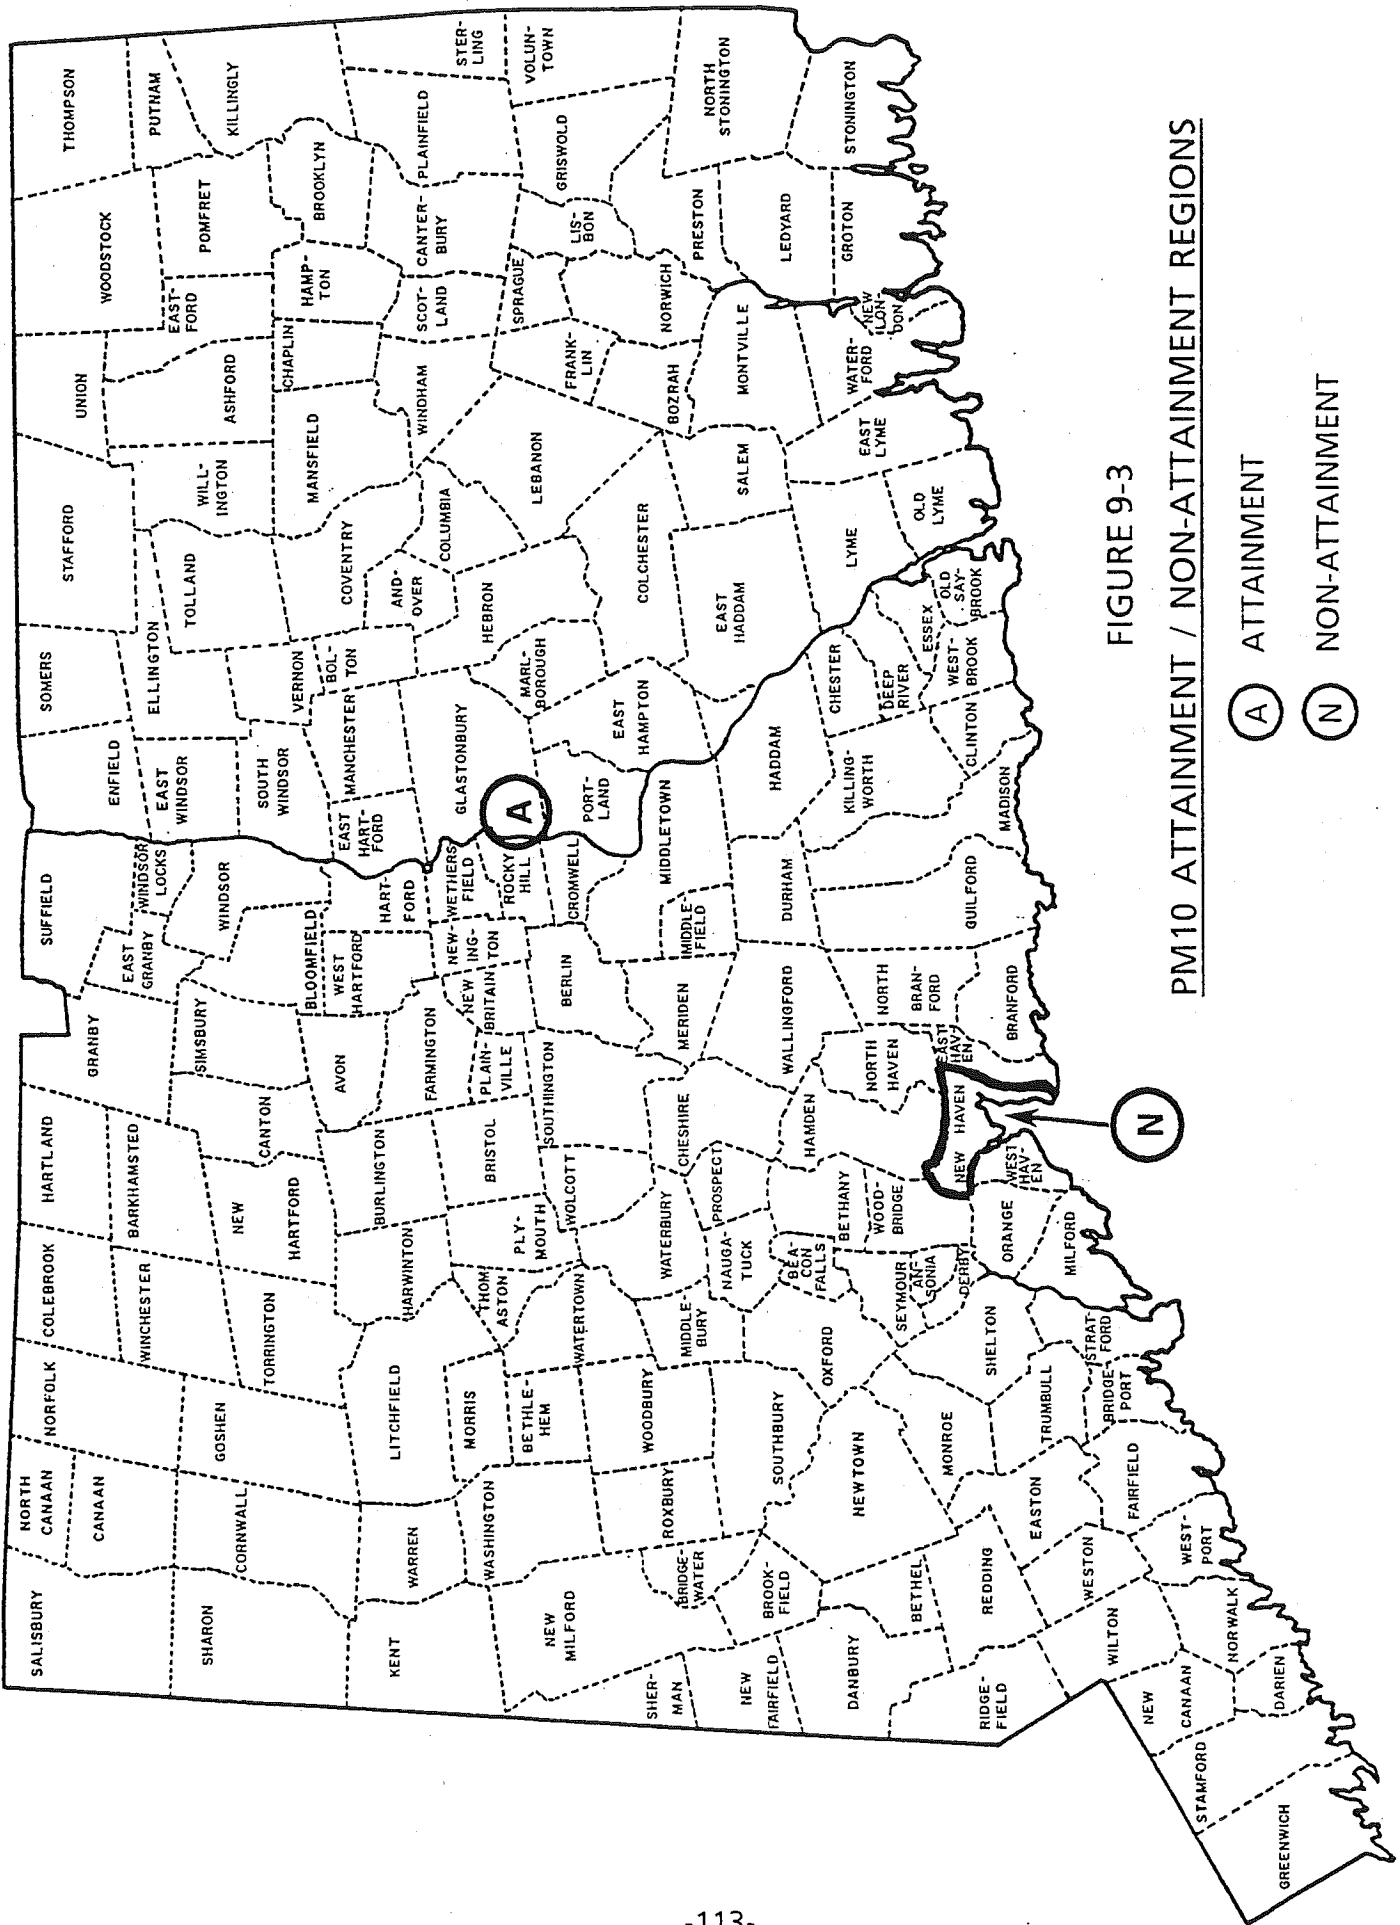 SALISBURY
NORTH
CANAAN
CANAAN
NORFOLK
COLEBROOK
HARTLAND
GRANBY
SUFFIELD
EAST
GRANBY
WINDSOR
LOCKS
ENFIELD
SOMERS
STAFFORD
UNION
WOODSTOCK
THOMPSON
SHARON
CORNWALL
GOSHEN
WINCHESTER
BARKHAMSTED
TORRINGTON
NEW
HARTFORD
CANTON
SIMSBURY
BLOOMFIELD
WINDSOR
EAST
WINDSOR
SOUTH
WINDSOR
ELLINGTON
VERNON
TOLLAND
WILL-
INGTON
ASHFORD
EAST-
FORD
POMFRET
PUTNAM
KILLINGLY
KENT
WARREN
LITCHFIELD
HARWINTON
BURLINGTON
AVON
FARMINGTON
WEST
HARTFORD
HART-
FORD
EAST
HART-
FORD
MANCHESTER
BOL-
TON
COVENTRY
AND-
OVER
COLUMBIA
MANSFIELD
CHAPLIN
HAMP-
TON
BROOKLYN
WINDHAM
SCOT-
LAND
CANTER-
BURY
PLAINFIELD
STER-
LING
NEW
MILFORD
WASHINGTON
MORRIS
BETHLE-
HEM
THOM
ASTON
WATERTOWN
PLY-
MOUTH
BRISTOL
WOLCOTT
SOUTHINGTON
PLAIN-
VILLE
NEW
BRITAIN
NEW-
ING-
TON
WETHERS
FIELD
ROCKY
HILL
CROMWELL
BERLIN
GLASTONBURY
A
PORT-
LAND
MARL-
BOROUGH
HEBRON
EAST
HAMPTON
LEBANON
COLCHESTER
FRANK-
LIN
SPRAGUE
LIS-
BON
GRISWOLD
VOLUN-
TOWN
SHER-
MAN
NEW
FAIRFIELD
BRIDGE-
WATER
BROOK-
FIELD
ROXBURY
WOODBURY
SOUTHBURY
MIDDLE-
BURY
WATERBURY
NAUGA-
TUCK
PROSPECT
CHESHIRE
MERIDEN
MIDDLE-
FIELD
MIDDLETOWN
DURHAM
HADDAM
EAST
HADDAM
SALEM
BOZRAH
NORWICH
MONTVILLE
PRESTON
NORTH
STONINGTON
DANBURY
BETHEL
NEWTOWN
OXFORD
BEA-
CON
FALLS
BETHANY
WOOD-
BRIDGE
SEYMOUR
AN-
SONIA
DERBY
HAMDEN
WALLINGFORD
NORTH
HAVEN
NORTH
BRAN-
FORD
GUILFORD
MADISON
KILLING-
WORTH
CHESTER
DEEP
RIVER
ESSEX
WEST-
BROOK
OLD
SAY-
BROOK
CLINTON
LYME
OLD
LYME
EAST
LYME
WATER-
FORD
NEW
LON-
DON
LEDYARD
GROTON
STONINGTON
RIDGE-
FIELD
REDDING
MONROE
SHELTON
EASTON
TRUMBULL
STRAT-
FORD
BRIDGE-
PORT
FAIRFIELD
WESTON
WEST-
PORT
WILTON
NORWALK
NEW
CANAAN
DARIEN
STAMFORD
GREENWICH
ORANGE
MILFORD
WEST
HAV-
EN
NEW HAVEN
EAST
HAV-
EN
BRANFORD
N
FIGURE 9-3
PM10 ATTAINMENT / NON-ATTAINMENT REGIONS
A ATTAINMENT
N NON-ATTAINMENT
-113-